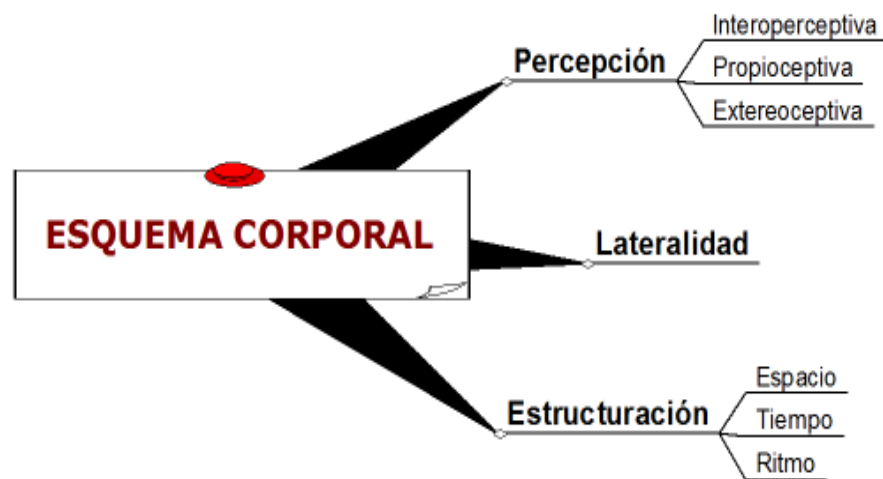 ESQUEMA CORPORAL
Percepción
Interoperceptiva
Propioceptiva
Extereoceptiva
Lateralidad
Estructuración
Espacio
Tiempo
Ritmo